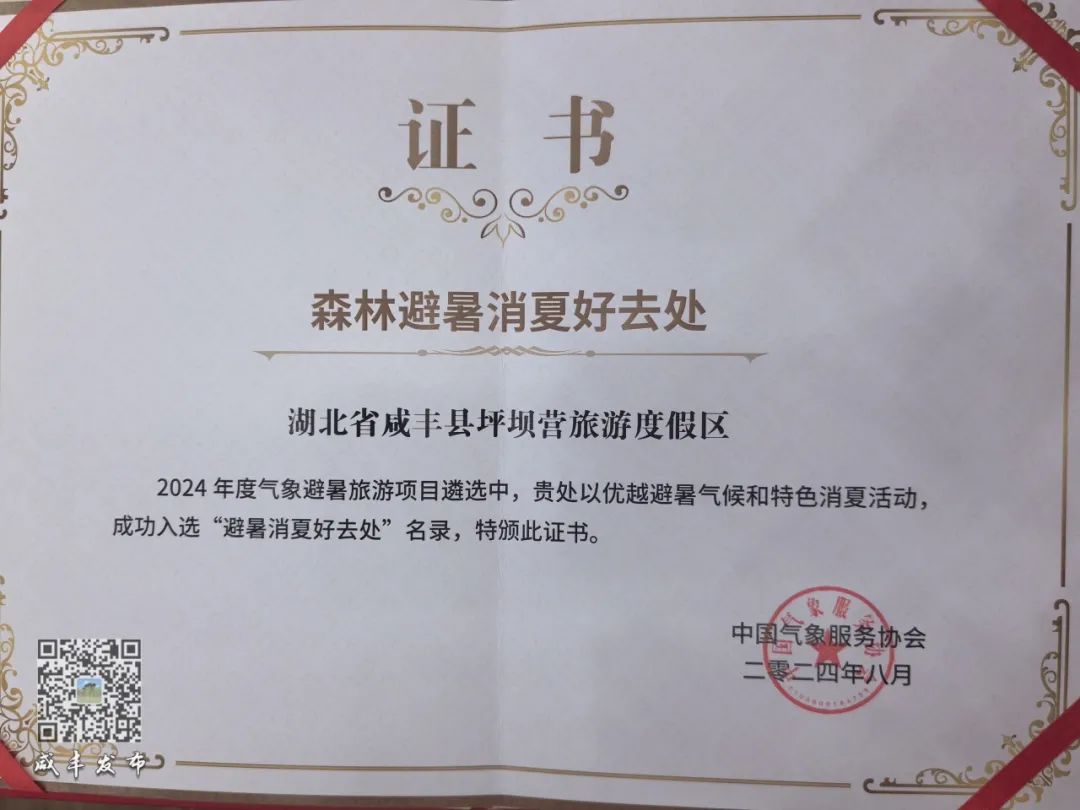 证 书
森林避暑消夏好去处
湖北省咸丰县坪坝营旅游度假区
2024年度气象避暑旅游项目遴选中，贵处以优越避暑气候和特色消夏活动，
成功入选“避暑消夏好去处”名录，特颁此证书。
中国气象服务协会
二零二四年八月
咸丰发布